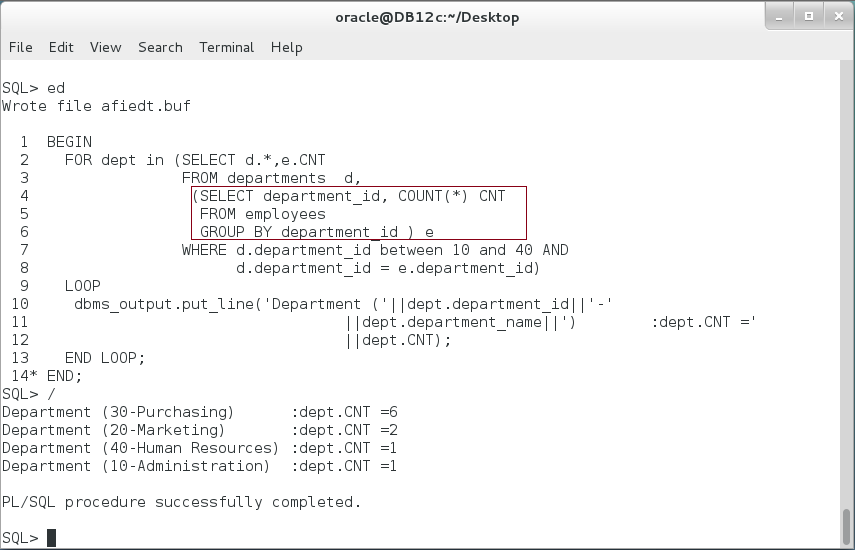 oracle@DB12c:~/Desktop
File Edit View Search Terminal Help
SQL> ed
Wrote file afiedt.buf
1 BEGIN
2 FOR dept in (SELECT d.*,e.CNT
3 FROM departments d,
4 (SELECT department_id, COUNT(*) CNT
5 FROM employees
6 GROUP BY department_id ) e
7 WHERE d.department_id between 10 and 40 AND
8 d.department_id = e.department_id)
9 LOOP
10 dbms_output.put_line('Department ('||dept.department_id||'-'
11 ||dept.department_name||') :dept.CNT ='
12 ||dept.CNT);
13 END LOOP;
14* END;
SQL> /
Department (30-Purchasing) :dept.CNT =6
Department (20-Marketing) :dept.CNT =2
Department (40-Human Resources) :dept.CNT =1
Department (10-Administration) :dept.CNT =1
PL/SQL procedure successfully completed.
SQL>